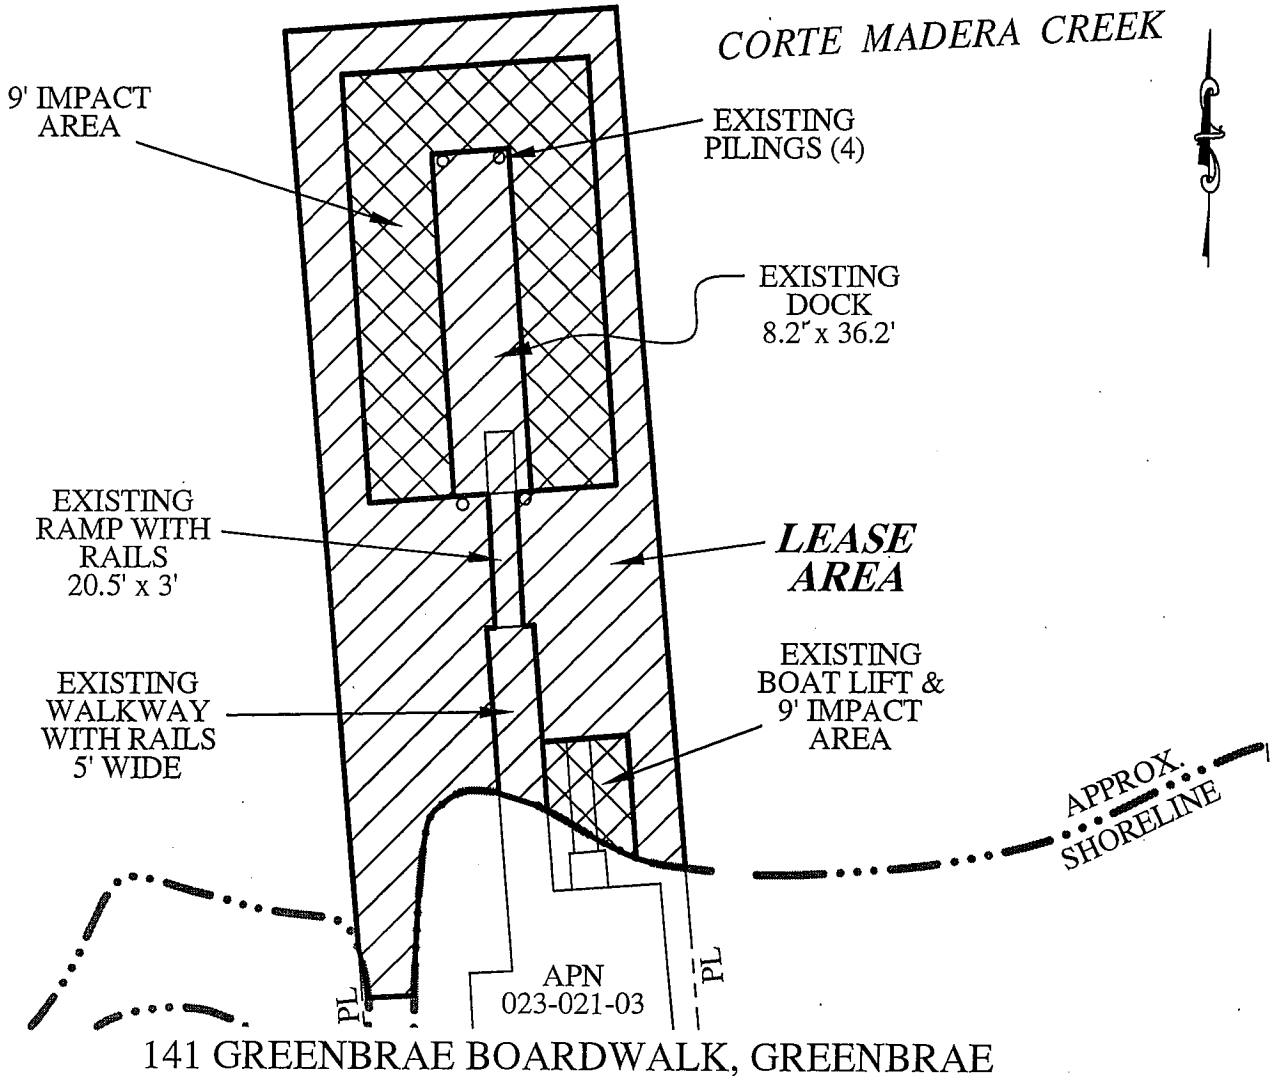 CORTE MADERA CREEK
9' IMPACT
AREA
EXISTING
PILINGS (4)
EXISTING
DOCK
8.2' x 36.2'
EXISTING
RAMP WITH
RAILS
20.5' x 3'
LEASE
AREA
EXISTING
BOAT LIFT &
9' IMPACT
AREA
EXISTING
WALKWAY
WITH RAILS
5' WIDE
APPROX.
SHORELINE
PL
PL
APN
023-021-03
141 GREENBRAE BOARDWALK, GREENBRAE